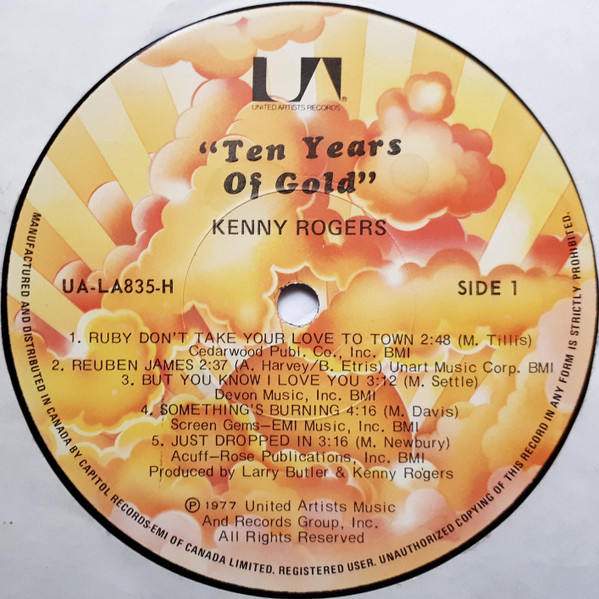 UA
UNITED ARTISTS RECORDS ®
"Ten Years
Of Gold"
KENNY ROGERS
UA-LA835-H
SIDE 1
1. RUBY DON'T TAKE YOUR LOVE TO TOWN 2:48 (M. Tillis)
Cedarwood Publ. Co., Inc. BMI
2. REUBEN JAMES 2:37 (A. Harvey/B. Etris) Unart Music Corp. BMI
3. BUT YOU KNOW I LOVE YOU 3:12 (M. Settle)
Devon Music, Inc. BMI
4. SOMETHING'S BURNING 4:16 (M. Davis)
Screen Gems-EMI Music, Inc. BMI
5. JUST DROPPED IN 3:16 (M. Newbury)
Acuff-Rose Publications, Inc. BMI
Produced by Larry Butler & Kenny Rogers
℗ 1977 United Artists Music
And Records Group, Inc.
All Rights Reserved
MANUFACTURED AND DISTRIBUTED IN CANADA BY CAPITOL RECORDS-EMI OF CANADA LIMITED. REGISTERED USER. UNAUTHORIZED COPYING OF THIS RECORD IN ANY FORM IS STRICTLY PROHIBITED.